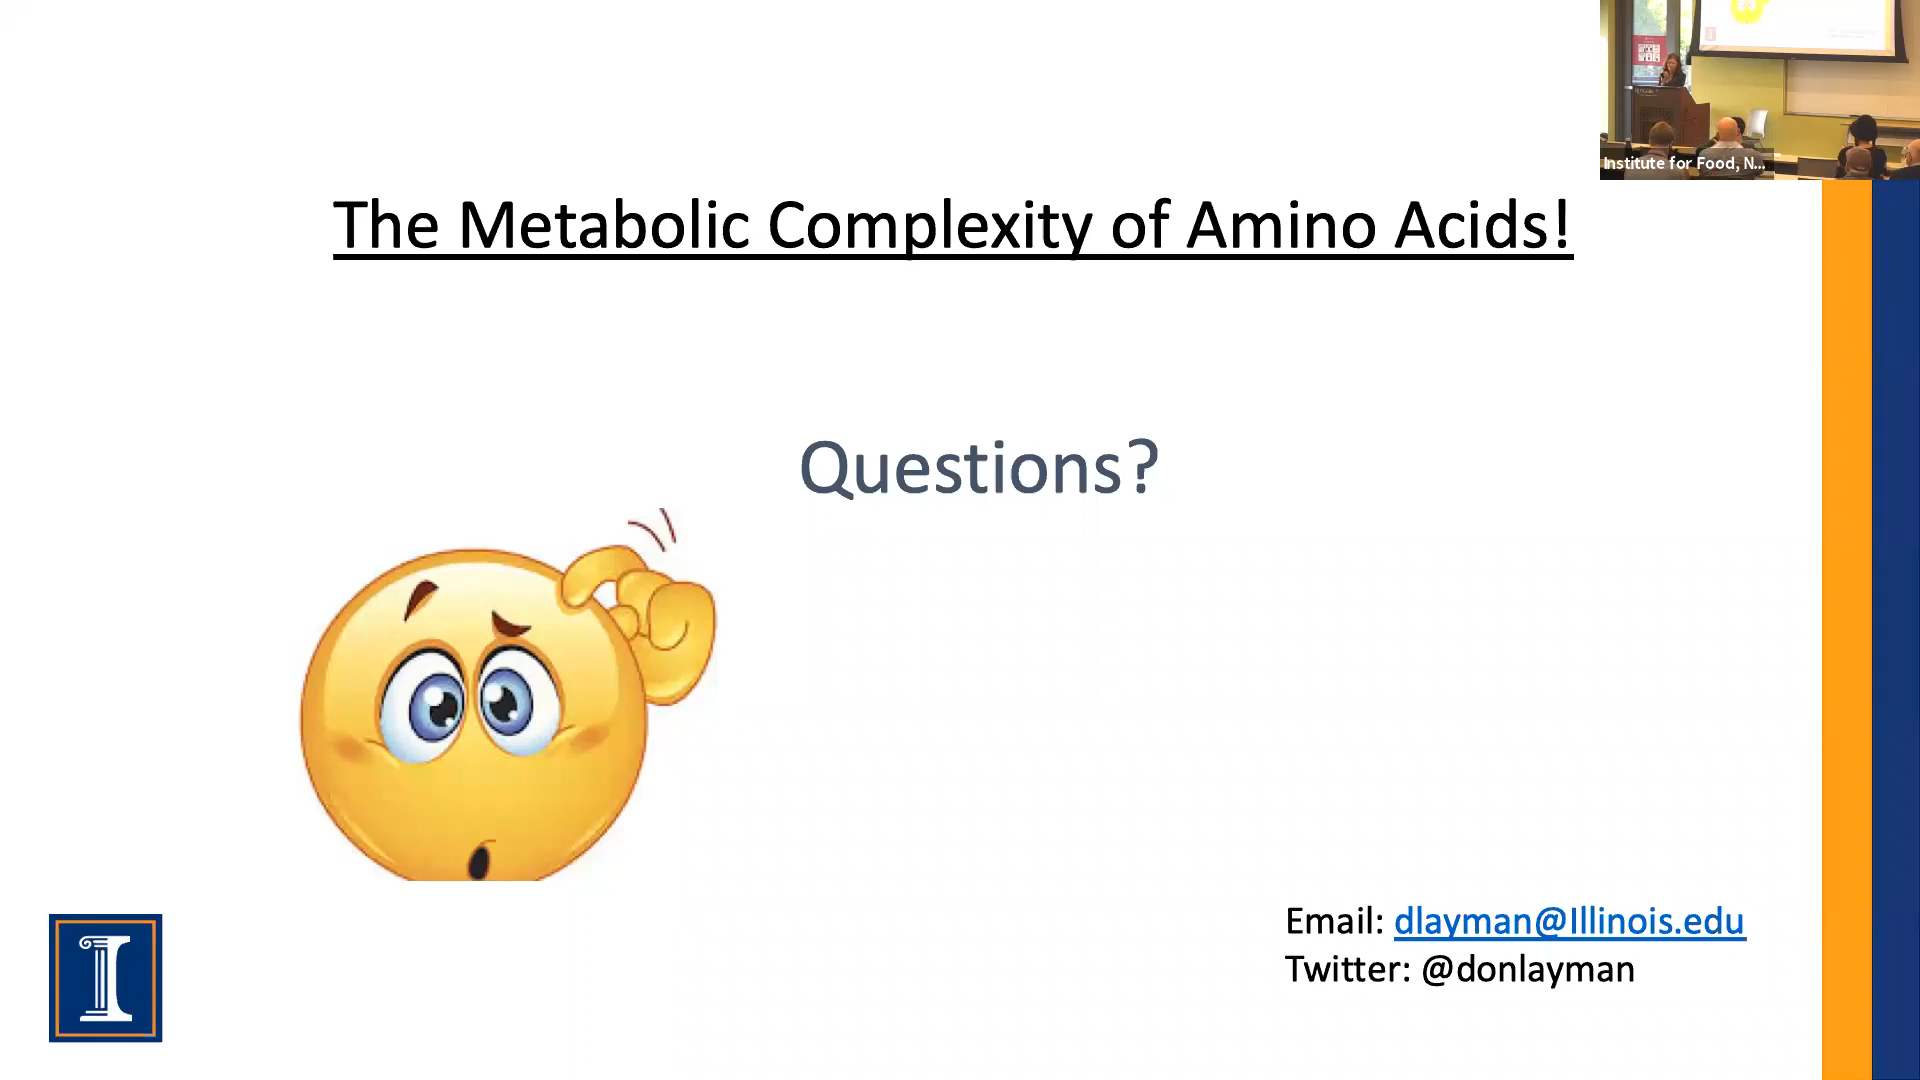 Institute for Food, N...
The Metabolic Complexity of Amino Acids!
Questions?
Email: dlayman@Illinois.edu
Twitter: @donlayman